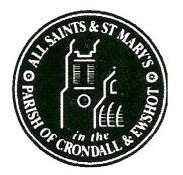 ALL SAINTS & ST MARY'S
in the
PARISH OF CRONDALL & EWSHOT